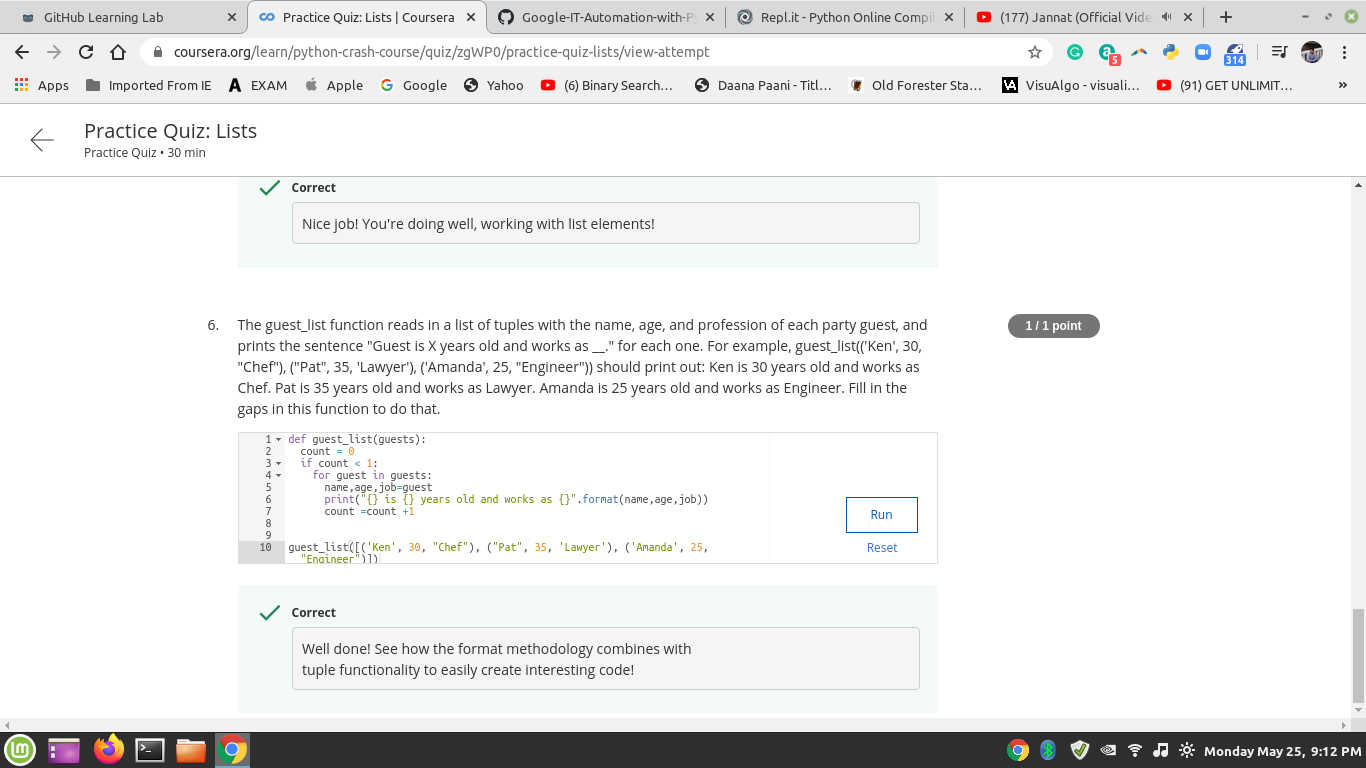 GitHub Learning Lab
Practice Quiz: Lists | Coursera
Google-IT-Automation-with-Py
Repl.it - Python Online Compil
(177) Jannat (Official Vide
coursera.org/learn/python-crash-course/quiz/zqWP0/practice-quiz-lists/view-attempt
5
314
Apps
Imported From IE
A EXAM
Apple
Google
Yahoo
(6) Binary Search...
Daana Paani - Titl...
Old Forester Sta...
VisuAlgo - visuali...
(91) GET UNLIMIT...
»
Practice Quiz: Lists
Practice Quiz • 30 min
Correct
Nice job! You're doing well, working with list elements!
6.
The guest_list function reads in a list of tuples with the name, age, and profession of each party guest, and
prints the sentence "Guest is X years old and works as __." for each one. For example, guest_list(('Ken', 30,
"Chef"), ("Pat", 35, 'Lawyer'), ('Amanda', 25, "Engineer")) should print out: Ken is 30 years old and works as
Chef. Pat is 35 years old and works as Lawyer. Amanda is 25 years old and works as Engineer. Fill in the
gaps in this function to do that.
1 / 1 point
1 def guest_list(guests):
2 count = 0
3 if count < 1:
4 for guest in guests:
5 name,age,job=guest
6 print("{} is {} years old and works as {}".format(name,age,job))
7 count =count +1
8
9
10 guest_list([('Ken', 30, "Chef"), ("Pat", 35, 'Lawyer'), ('Amanda', 25,
"Engineer")])
Run
Reset
Correct
Well done! See how the format methodology combines with
tuple functionality to easily create interesting code!
Monday May 25, 9:12 PM